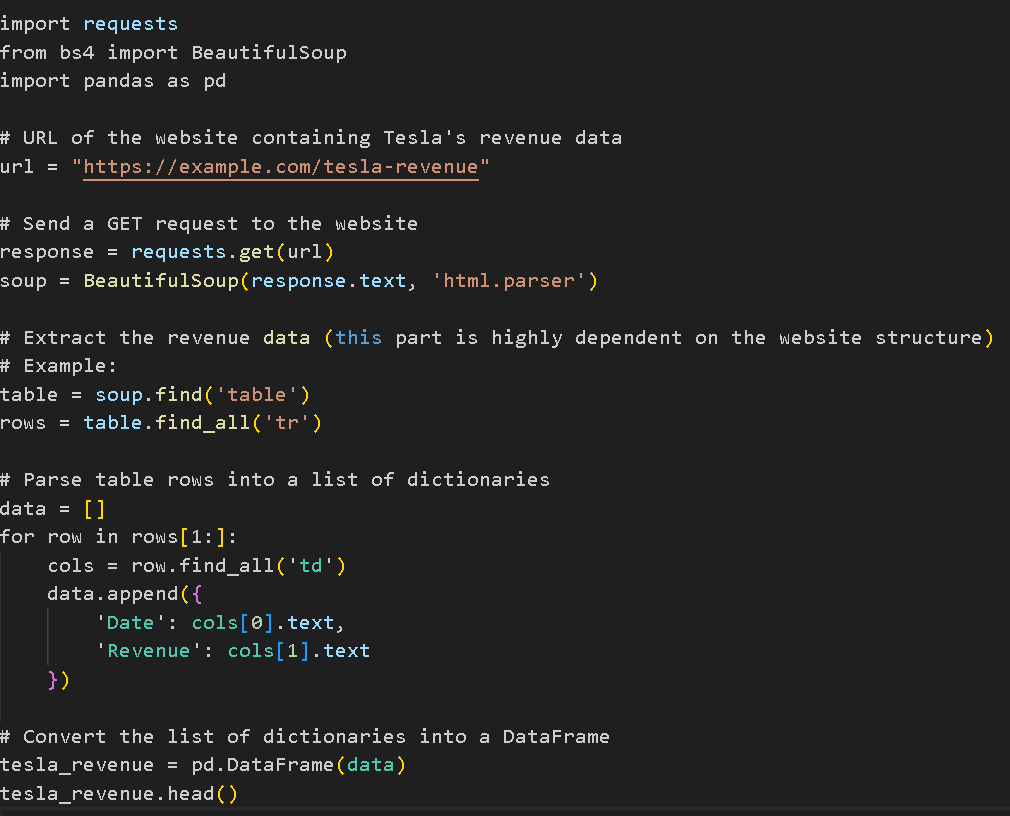 import requests
from bs4 import BeautifulSoup
import pandas as pd

# URL of the website containing Tesla's revenue data
url = "https://example.com/tesla-revenue"

# Send a GET request to the website
response = requests.get(url)
soup = BeautifulSoup(response.text, 'html.parser')

# Extract the revenue data (this part is highly dependent on the website structure)
# Example:
table = soup.find('table')
rows = table.find_all('tr')

# Parse table rows into a list of dictionaries
data = []
for row in rows[1:]:
    cols = row.find_all('td')
    data.append({
        'Date': cols[0].text,
        'Revenue': cols[1].text
    })

# Convert the list of dictionaries into a DataFrame
tesla_revenue = pd.DataFrame(data)
tesla_revenue.head()